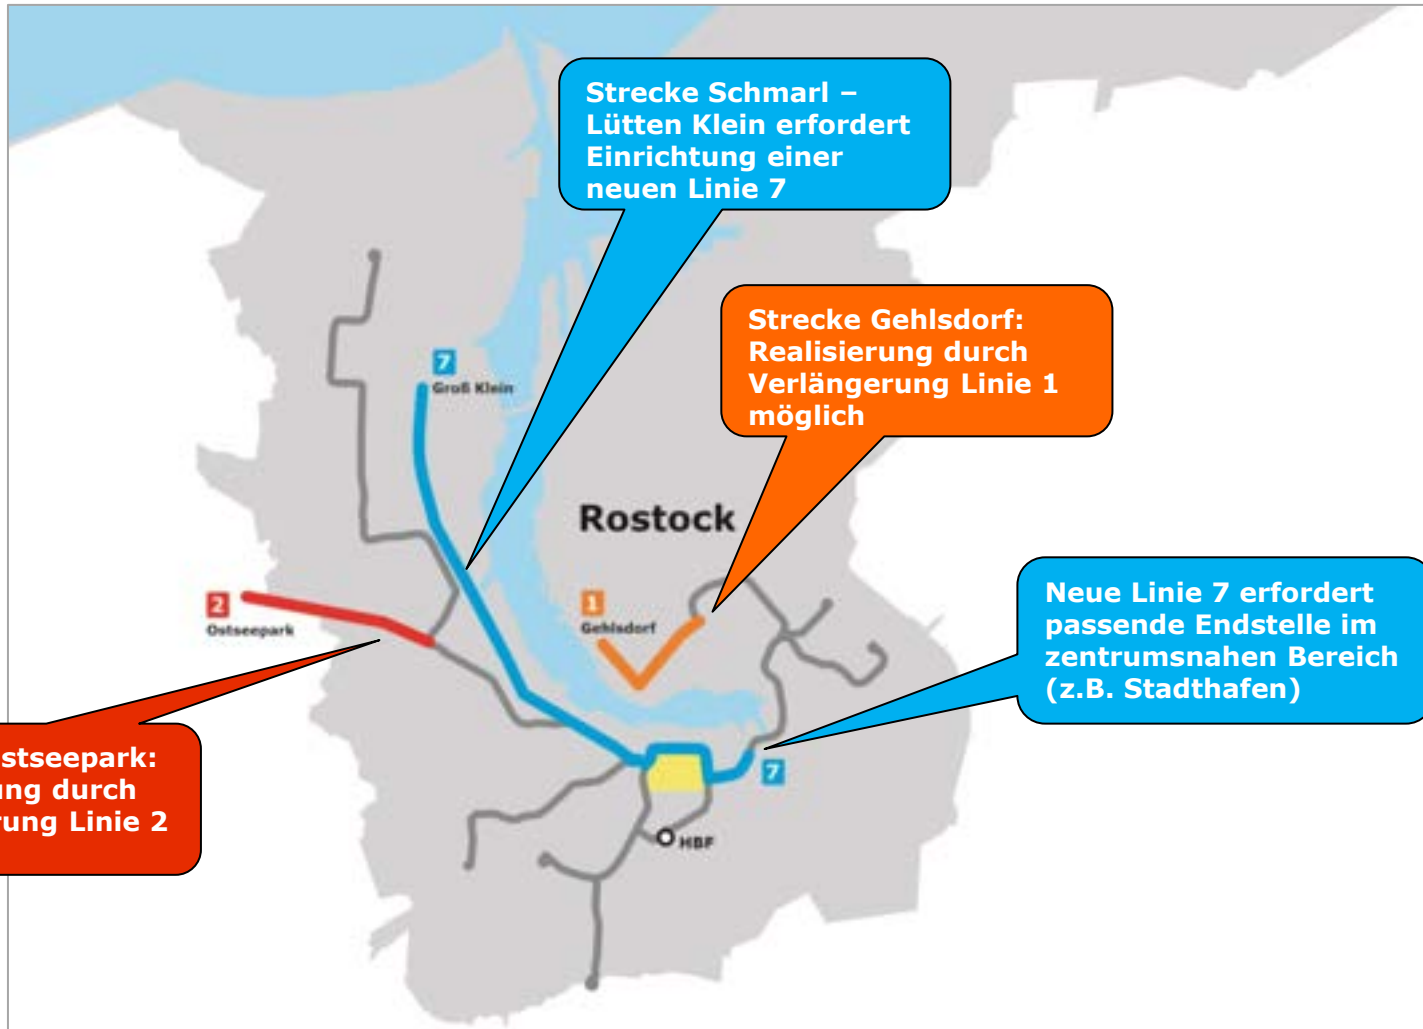 Strecke Schmarl –
Lütten Klein erfordert
Einrichtung einer
neuen Linie 7
Strecke Gehlsdorf:
Realisierung durch
Verlängerung Linie 1
möglich
7
Groß Klein
Rostock
2
Ostseepark
1
Gehlsdorf
Neue Linie 7 erfordert
passende Endstelle im
zentrumsnahen Bereich
(z.B. Stadthafen)
stseepark:
ung durch
rung Linie 2
7
HBF